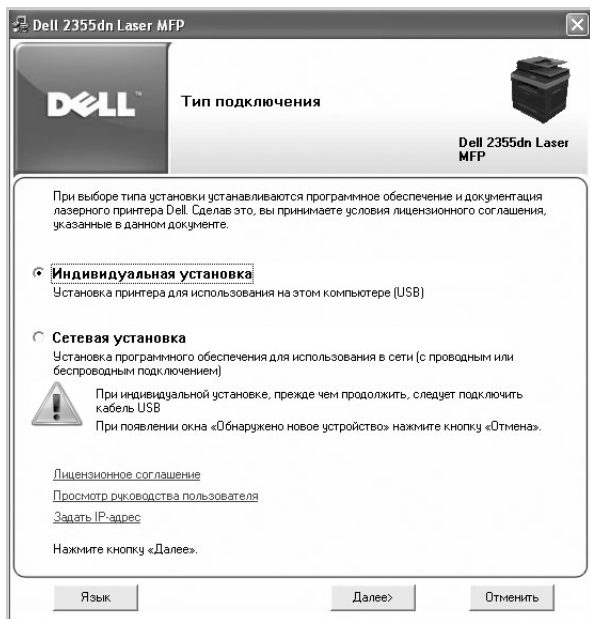 Dell 2355dn Laser MFP
DELL™
Тип подключения
Dell 2355dn Laser
MFP
При выборе типа установки устанавливаются программное обеспечение и документация
лазерного принтера Dell. Сделав это, вы принимаете условия лицензионного соглашения,
указанные в данном документе.
Индивидуальная установка
Установка принтера для использования на этом компьютере (USB)
Сетевая установка
Установка программного обеспечения для использования в сети (с проводным или
беспроводным подключением)
При индивидуальной установке, прежде чем продолжить, следует подключить
кабель USB
При появлении окна «Обнаружено новое устройство» нажмите кнопку «Отмена».
Лицензионное соглашение
Просмотр руководства пользователя
Задать IP-адрес
Нажмите кнопку «Далее».
Язык
Далее>
Отменить